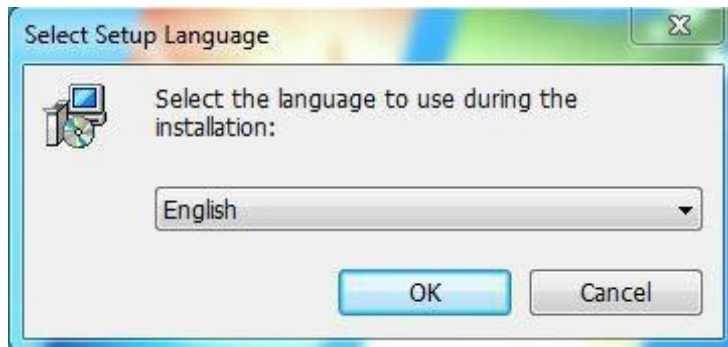 Select Setup Language
Select the language to use during the
installation:
English
OK
Cancel